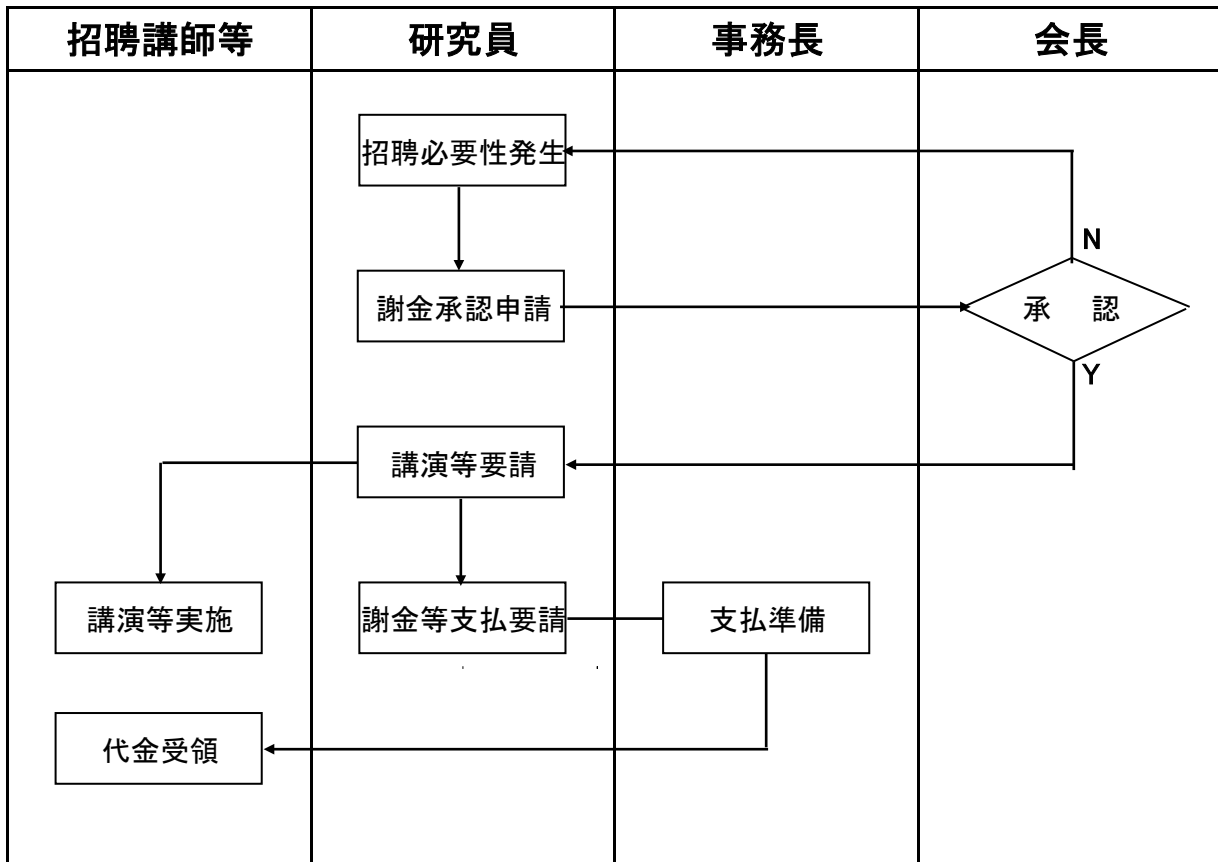 招聘講師等
研究員
事務長
会長
招聘必要性発生
N
謝金承認申請
承 認
Y
講演等要請
講演等実施
謝金等支払要請
支払準備
代金受領